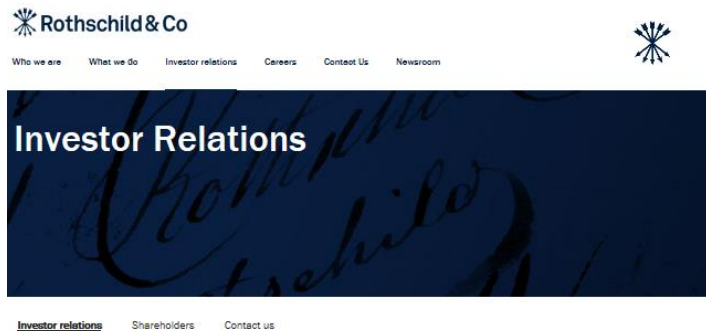 Rothschild & Co
Who we are What we do Investor relations Careers Contact Us Newsroom
Investor Relations
Rothschild
Investor relations Shareholders Contact us